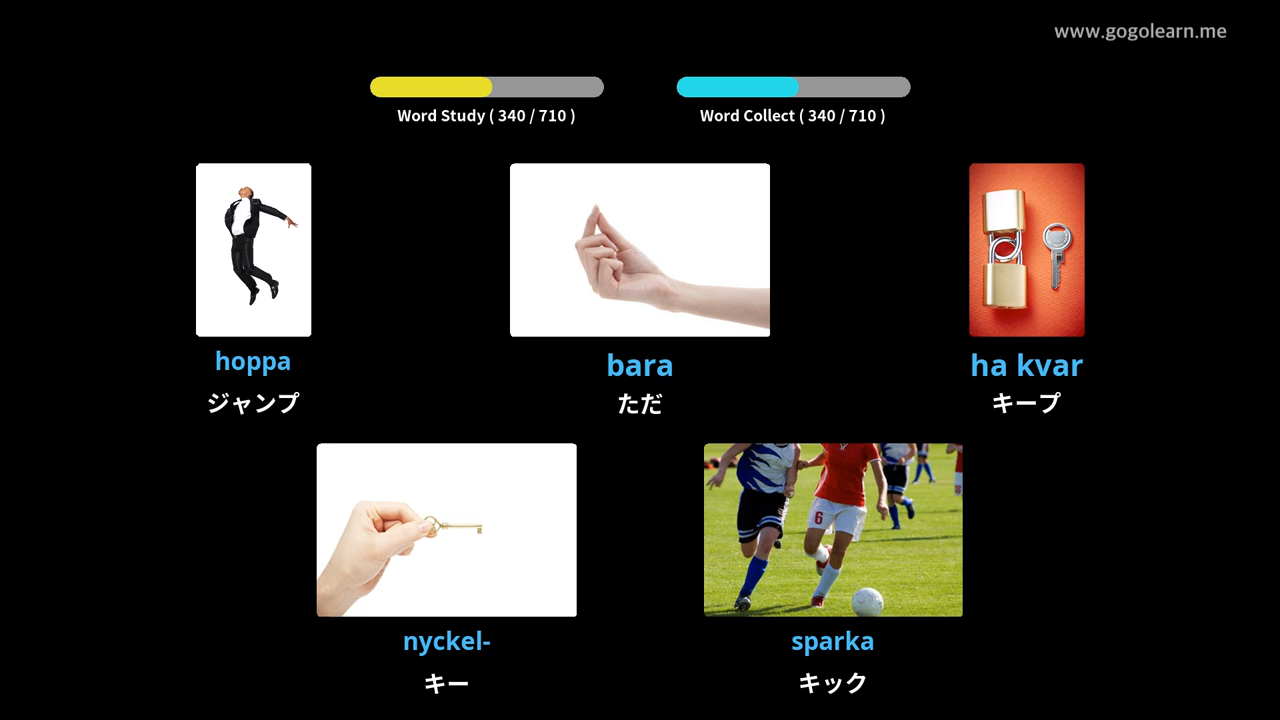 www.gogolearn.me
Word Study ( 340 / 710 )
Word Collect ( 340 / 710 )
hoppa
ジャンプ
bara
ただ
ha kvar
キープ
nyckel-
キー
6
sparka
キック